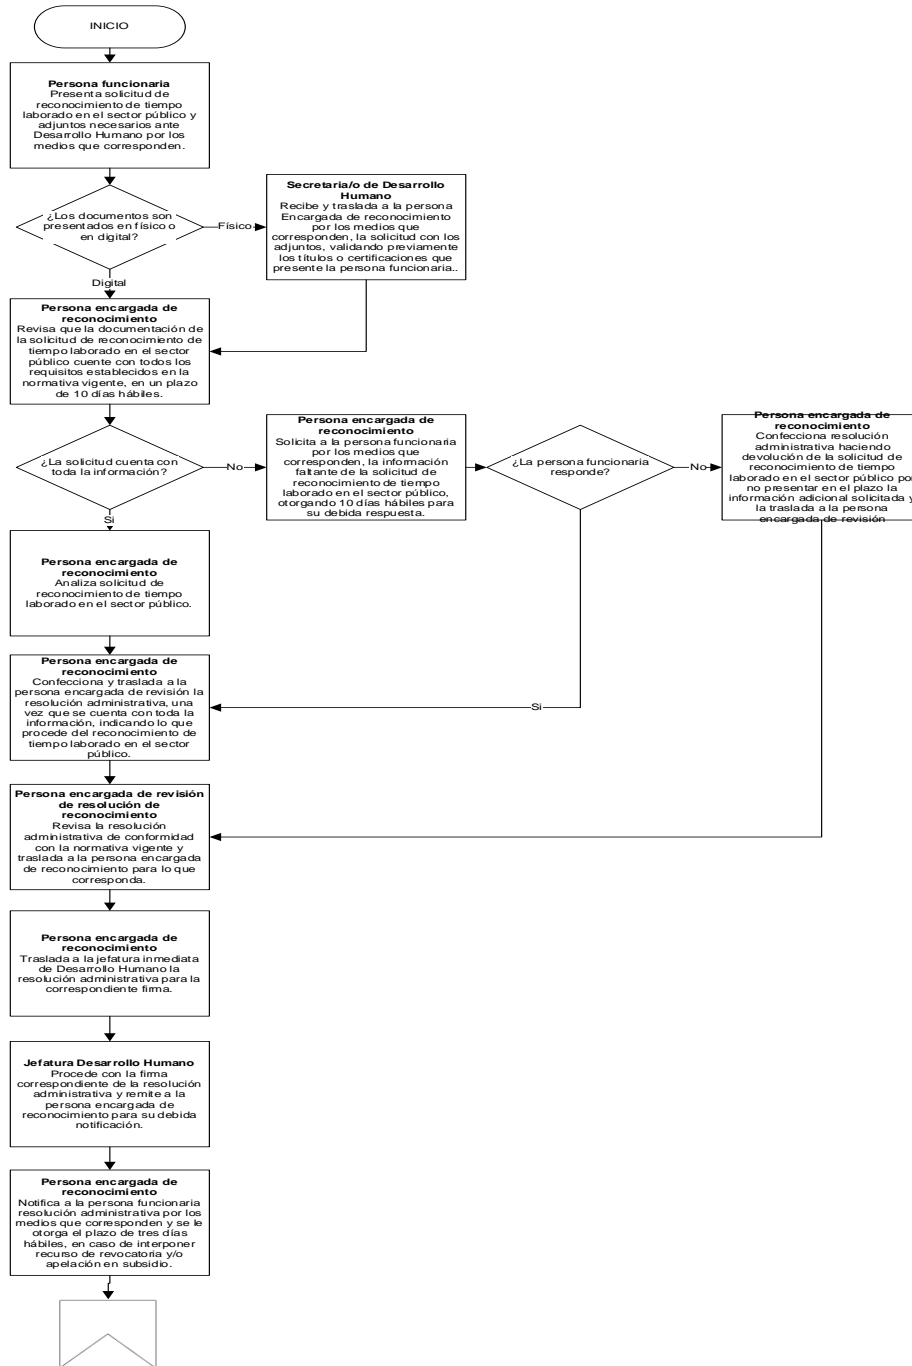 INICIO
Persona funcionaria
Presenta solicitud de
reconocimiento de tiempo
laborado en el sector público y
adjuntos necesarios ante
Desarrollo Humano por los
medios que corresponden.
¿Los documentos son
presentados en físico o
en digital?
Físico
Secretaria/o de Desarrollo
Humano
Recibe y traslada a la persona
Encargada de reconocimiento
por los medios que
corresponden, la solicitud con los
adjuntos, validando previamente
los títulos o certificaciones que
presente la persona funcionaria..
Digital
Persona encargada de
reconocimiento
Revisa que la documentación de
la solicitud de reconocimiento de
tiempo laborado en el sector
público cuente con todos los
requisitos establecidos en la
normativa vigente, en un plazo
de 10 días hábiles.
¿La solicitud cuenta con
toda la información?
No
Persona encargada de
reconocimiento
Solicita a la persona funcionaria
por los medios que
corresponden, la información
faltante de la solicitud de
reconocimiento de tiempo
laborado en el sector público,
otorgando 10 días hábiles para
su debida respuesta.
¿La persona funcionaria
responde?
No
Persona encargada de
reconocimiento
Confecciona resolución
administrativa haciendo
devolución de la solicitud de
reconocimiento de tiempo
laborado en el sector público por
no presentar en el plazo la
información adicional solicitada y
la traslada a la persona
encargada de revisión
Si
Persona encargada de
reconocimiento
Analiza solicitud de
reconocimiento de tiempo
laborado en el sector público.
Persona encargada de
reconocimiento
Confecciona y traslada a la
persona encargada de revisión la
resolución administrativa, una
vez que se cuenta con toda la
información, indicando lo que
procede del reconocimiento de
tiempo laborado en el sector
público.
Si
Persona encargada de revisión
de resolución de
reconocimiento
Revisa la resolución
administrativa de conformidad
con la normativa vigente y
traslada a la persona encargada
de reconocimiento para lo que
corresponda.
Persona encargada de
reconocimiento
Traslada a la jefatura inmediata
de Desarrollo Humano la
resolución administrativa para la
correspondiente firma.
Jefatura Desarrollo Humano
Procede con la firma
correspondiente de la resolución
administrativa y remite a la
persona encargada de
reconocimiento para su debida
notificación.
Persona encargada de
reconocimiento
Notifica a la persona funcionaria
resolución administrativa por los
medios que corresponden y se le
otorga el plazo de tres días
hábiles, en caso de interponer
recurso de revocatoria y/o
apelación en subsidio.